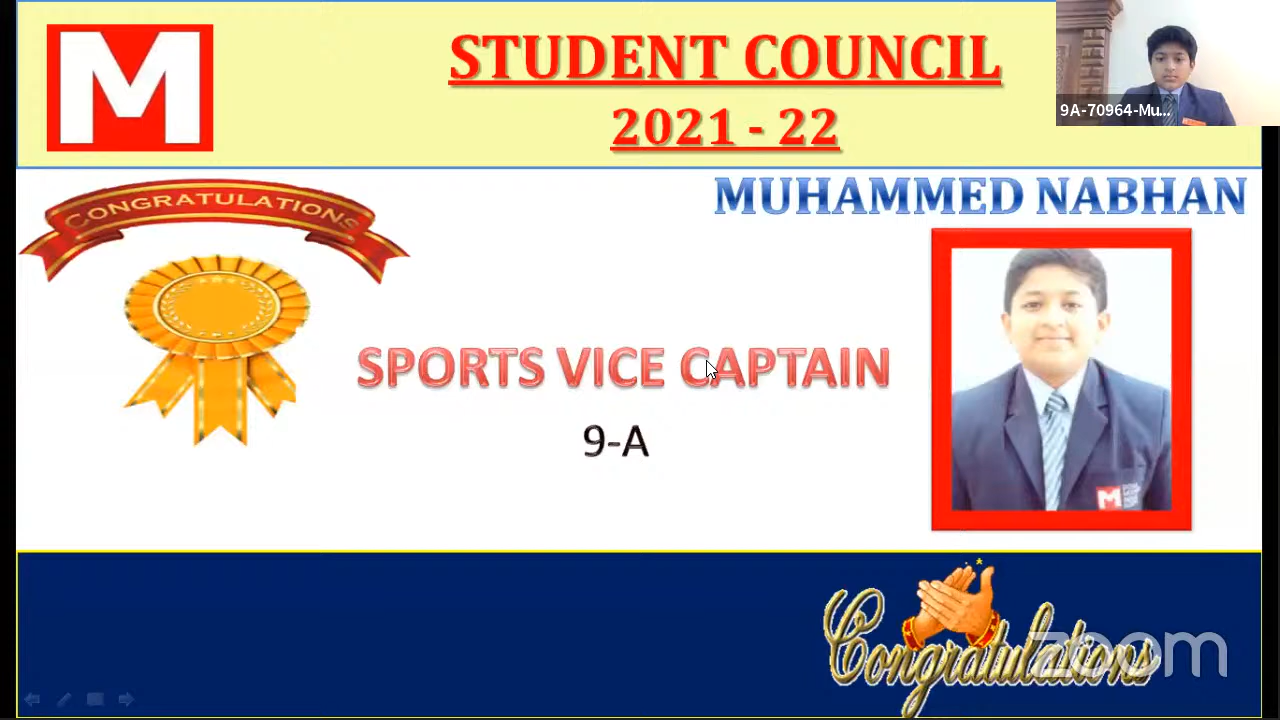 M
STUDENT COUNCIL
2021 - 22
9A-70964-Mu...
CONGRATULATIONS
MUHAMMED NABHAN
SPORTS VICE CAPTAIN
9-A
M
Congratulations
zoom